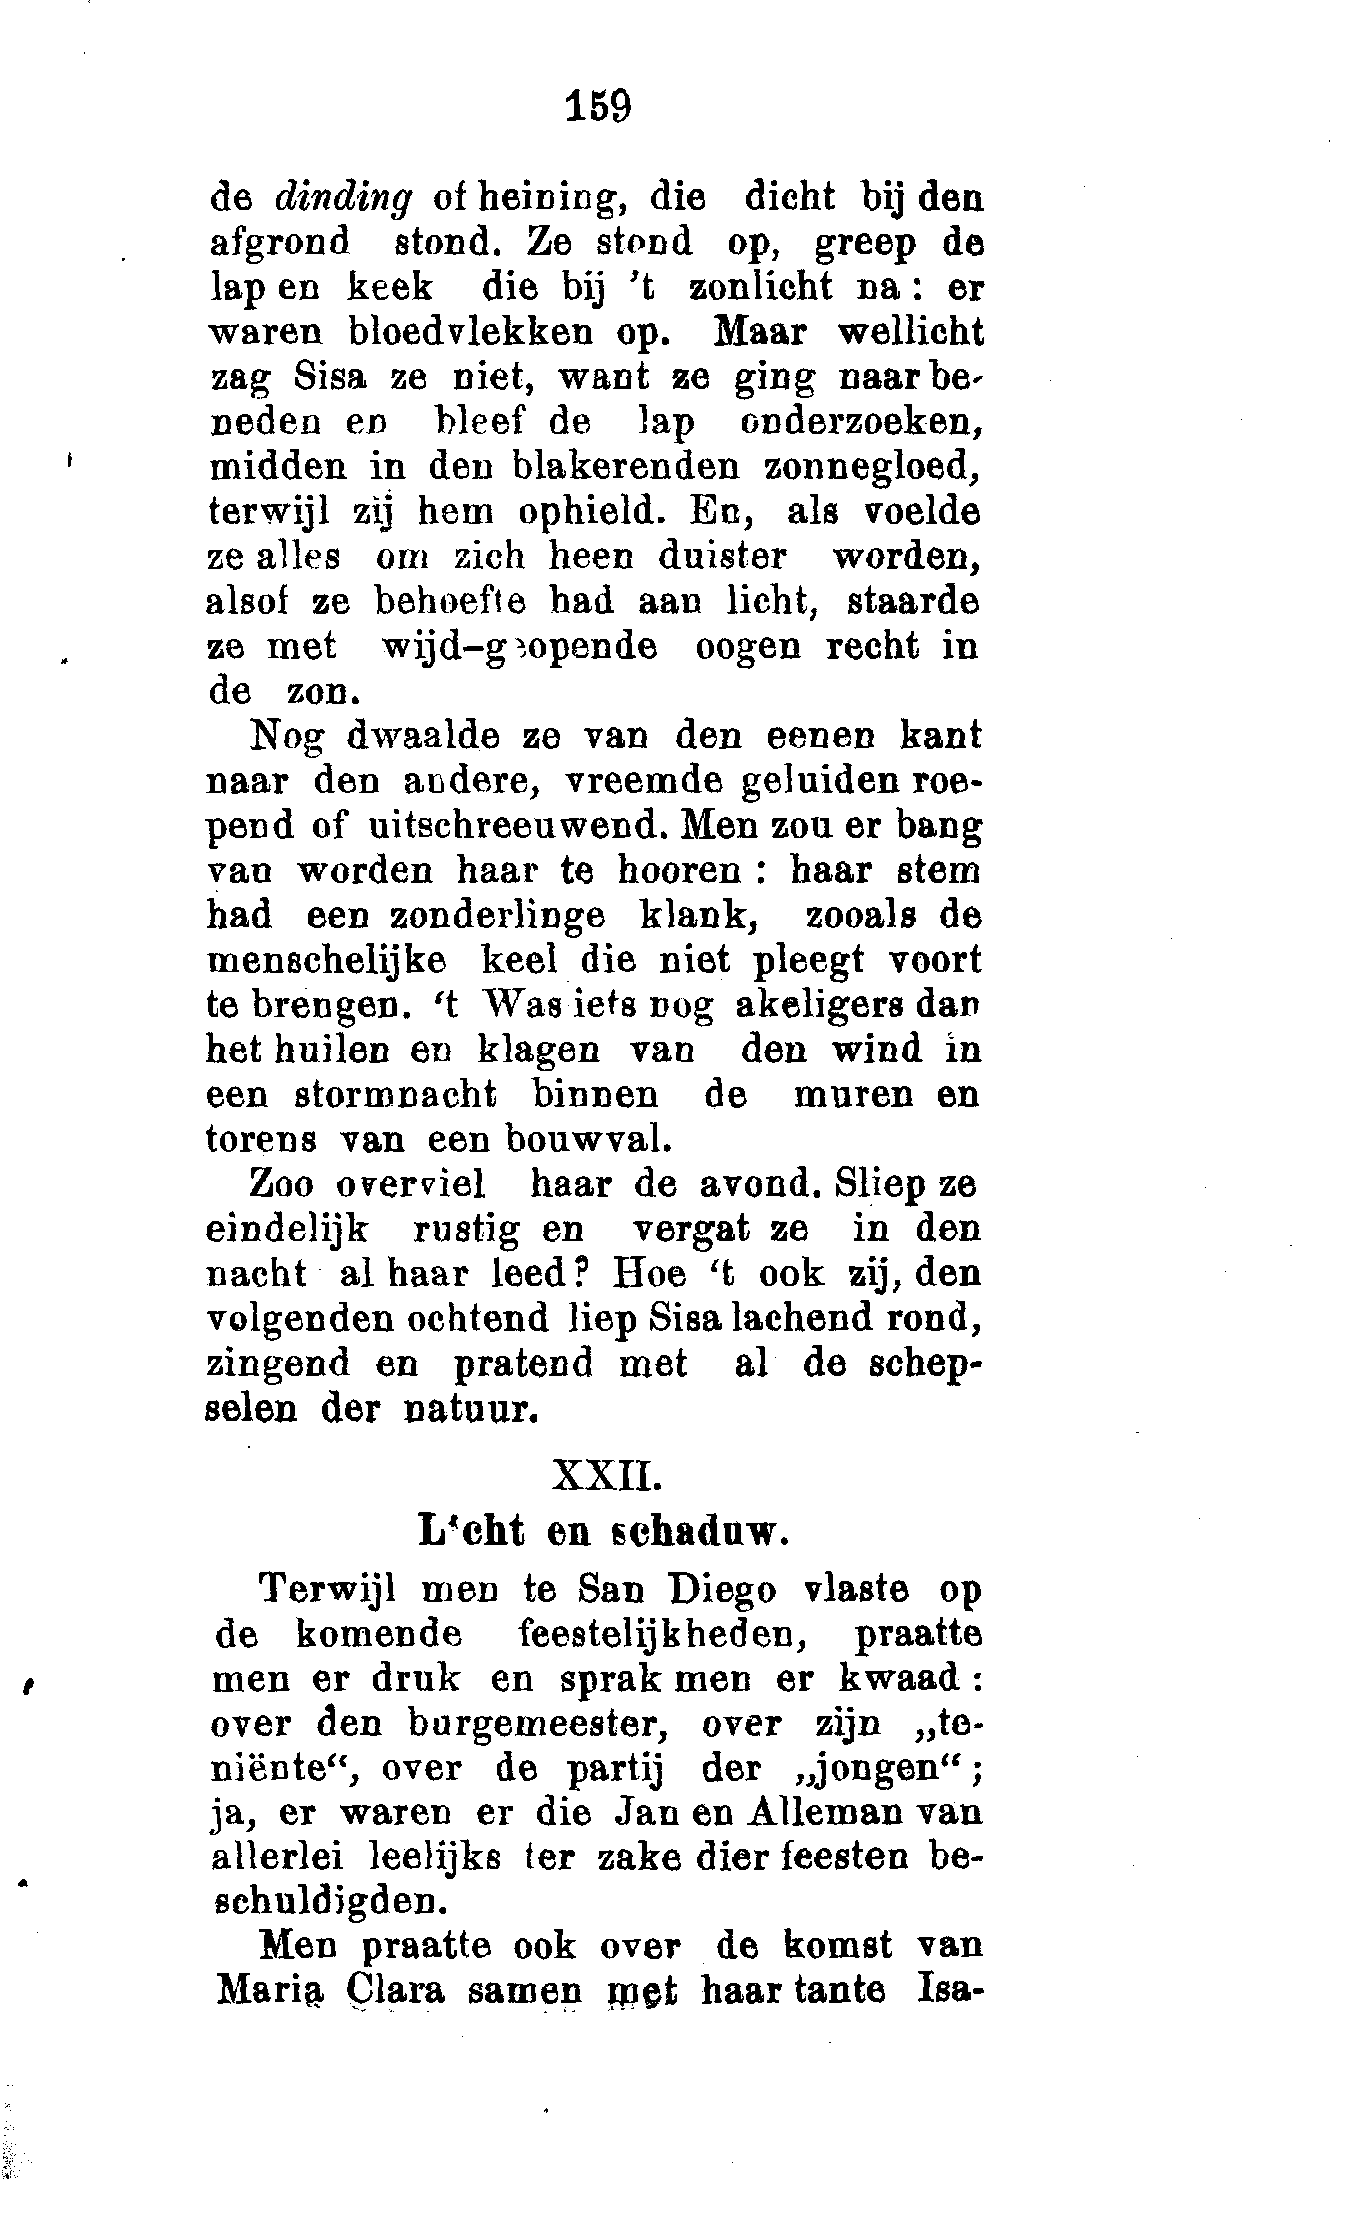 159
de dinding of heining, die dicht bij den
afgrond stond. Ze stond op, greep de
lap en keek die bij 't zonlicht na : er
waren bloedvlekken op. Maar wellicht
zag Sisa ze niet, want ze ging naar be-
neden en bleef de lap onderzoeken,
midden in den blakerenden zonnegloed,
terwijl zij hem ophield. En, als voelde
ze alles om zich heen duister worden,
alsof ze behoefte had aan licht, staarde
ze met wijd-geopende oogen recht in
de zon.
Nog dwaalde ze van den eenen kant
naar den andere, vreemde geluiden roe-
pend of uitschreeuwend. Men zou er bang
van worden haar te hooren : haar stem
had een zonderlinge klank, zooals de
menschelijke keel die niet pleegt voort
te brengen. ‘t Was iets nog akeligers dan
het huilen en klagen van den wind in
een stormnacht binnen de muren en
torens van een bouwval.
Zoo overviel haar de avond. Sliep ze
eindelijk rustig en vergat ze in den
nacht al haar leed? Hoe ‘t ook zij, den
volgenden ochtend liep Sisa lachend rond,
zingend en pratend met al de schep-
selen der natuur.
XXII.
Licht en schaduw.
Terwijl men te San Diego vlaste op
de komende feestelijkheden, praatte
men er druk en sprak men er kwaad :
over den burgemeester, over zijn „te-
niënte“, over de partij der „jongen“ ;
ja, er waren er die Jan en Alleman van
allerlei leelijks ter zake dier feesten be-
schuldigden.
Men praatte ook over de komst van
Maria Clara samen met haar tante Isa-